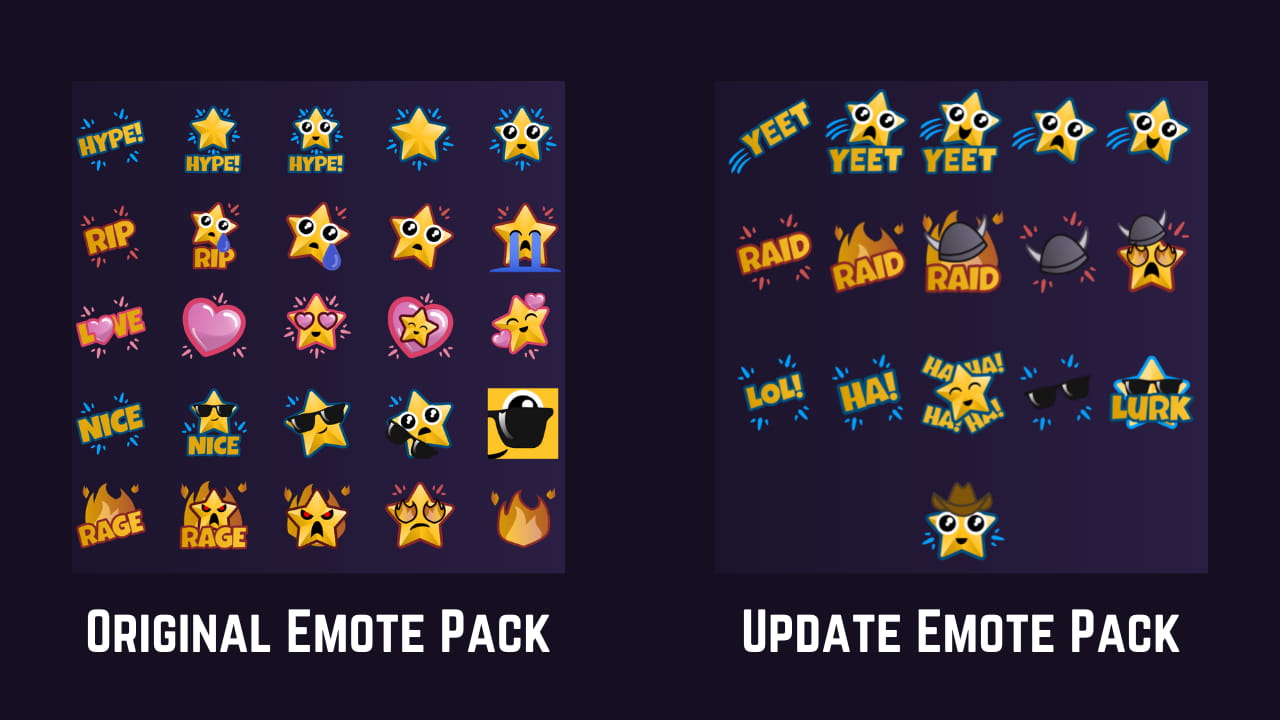 HYPE!
HYPE!
HYPE!
RIP
RIP
LOVE
NICE
NICE
RAGE
RAGE
Original Emote Pack
YEET
YEET
YEET
RAID
RAID
RAID
LOL!
HA!
HA HA!
HA! HA!
LURK
Update Emote Pack